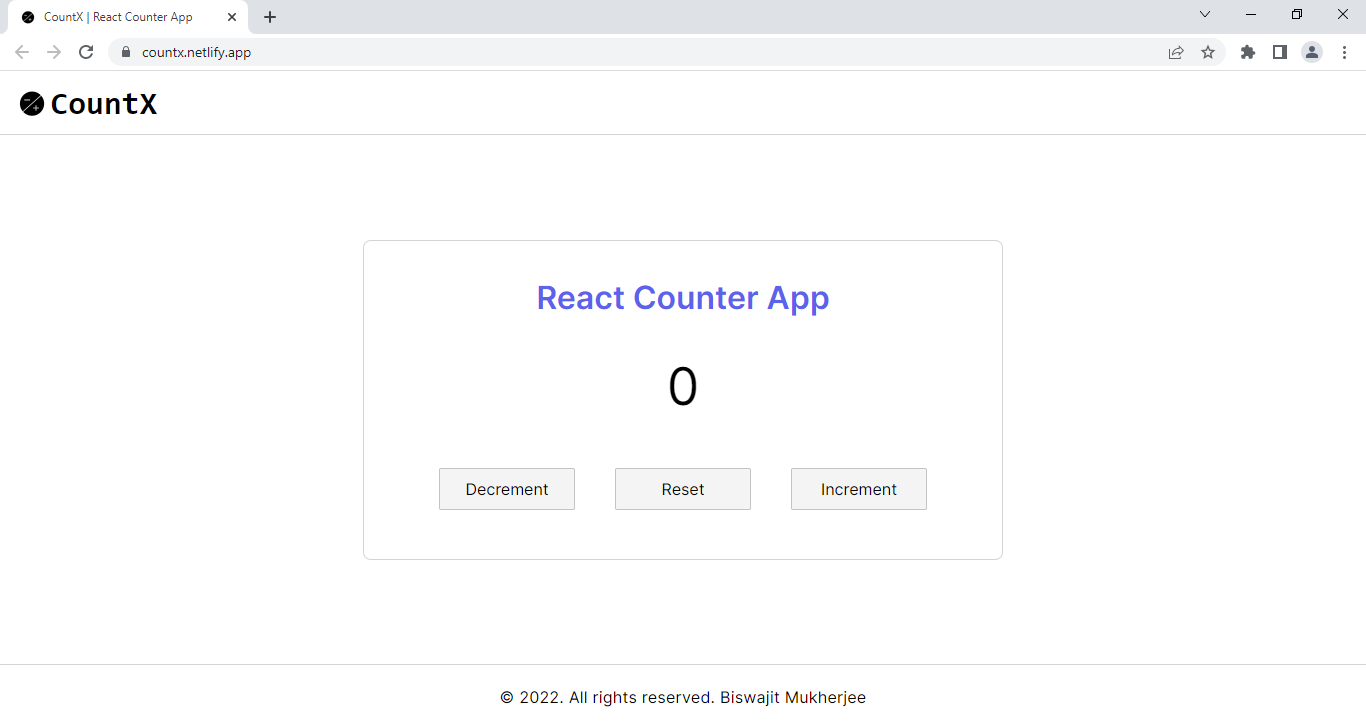 CountX | React Counter App
countx.netlify.app
CountX
React Counter App
0
Decrement Reset Increment
© 2022. All rights reserved. Biswajit Mukherjee